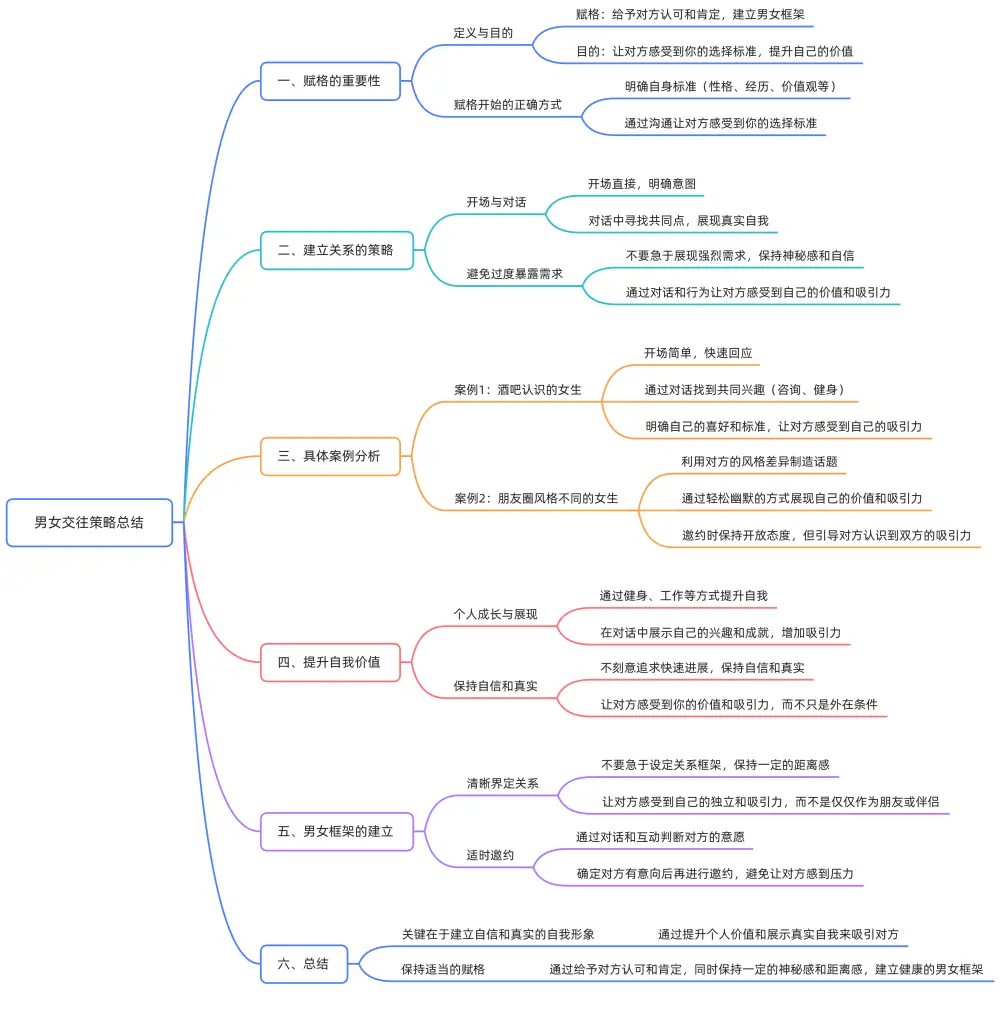 男女交往策略总结
一、赋格的重要性
定义与目的
赋格：给予对方认可和肯定，建立男女框架
目的：让对方感受到你的选择标准，提升自己的价值
赋格开始的正确方式
明确自身标准（性格、经历、价值观等）
通过沟通让对方感受到你的选择标准
二、建立关系的策略
开场与对话
开场直接，明确意图
对话中寻找共同点，展现真实自我
避免过度暴露需求
不要急于展现强烈需求，保持神秘感和自信
通过对话和行为让对方感受到自己的价值和吸引力
三、具体案例分析
案例1：酒吧认识的女生
开场简单，快速回应
通过对话找到共同兴趣（咨询、健身）
明确自己的喜好和标准，让对方感受到自己的吸引力
案例2：朋友圈风格不同的女生
利用对方的风格差异制造话题
通过轻松幽默的方式展现自己的价值和吸引力
邀约时保持开放态度，但引导对方认识到双方的吸引力
四、提升自我价值
个人成长与展现
通过健身、工作等方式提升自我
在对话中展示自己的兴趣和成就，增加吸引力
保持自信和真实
不刻意追求快速进展，保持自信和真实
让对方感受到你的价值和吸引力，而不只是外在条件
五、男女框架的建立
清晰界定关系
不要急于设定关系框架，保持一定的距离感
让对方感受到自己的独立和吸引力，而不是仅仅作为朋友或伴侣
适时邀约
通过对话和互动判断对方的意愿
确定对方有意向后再进行邀约，避免让对方感到压力
六、总结
关键在于建立自信和真实的自我形象
通过提升个人价值和展示真实自我来吸引对方
保持适当的赋格
通过给予对方认可和肯定，同时保持一定的神秘感和距离感，建立健康的男女框架